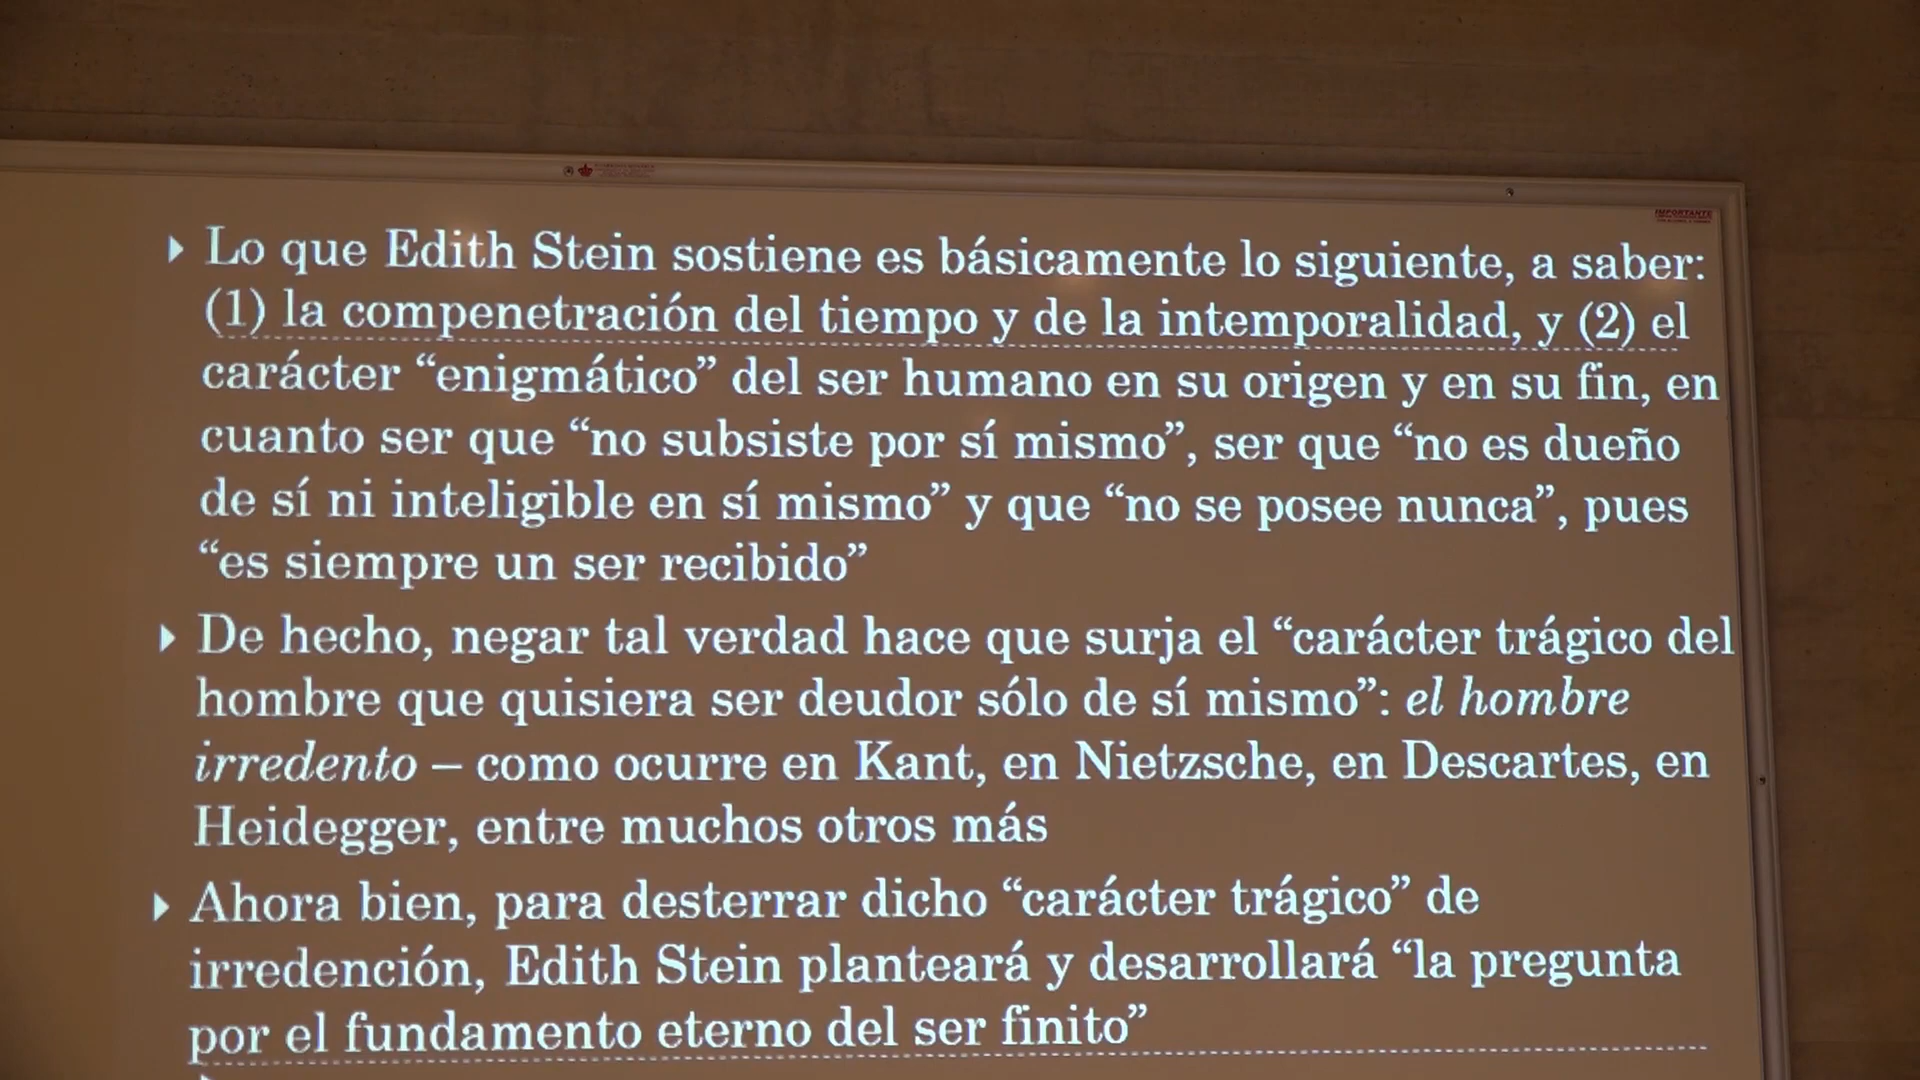 IMPORTANTE
Lo que Edith Stein sostiene es básicamente lo siguiente, a saber:
(1) la compenetración del tiempo y de la intemporalidad, y (2) el
carácter “enigmático” del ser humano en su origen y en su fin, en
cuanto ser que “no subsiste por sí mismo”, ser que “no es dueño
de sí ni inteligible en sí mismo” y que “no se posee nunca”, pues
“es siempre un ser recibido”
De hecho, negar tal verdad hace que surja el “carácter trágico del
hombre que quisiera ser deudor sólo de sí mismo”: el hombre
irredento – como ocurre en Kant, en Nietzsche, en Descartes, en
Heidegger, entre muchos otros más
Ahora bien, para desterrar dicho “carácter trágico” de
irredención, Edith Stein planteará y desarrollará “la pregunta
por el fundamento eterno del ser finito”